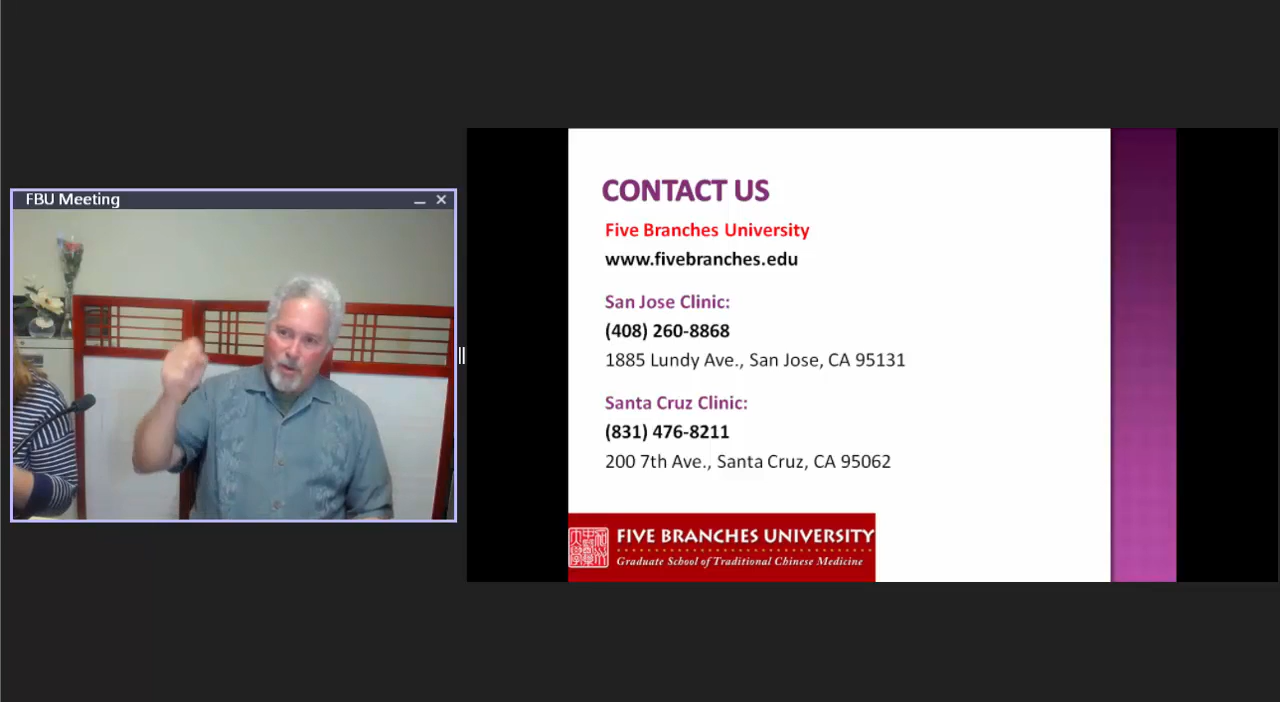 FBU Meeting
CONTACT US
Five Branches University
www.fivebranches.edu
San Jose Clinic:
(408) 260-8868
1885 Lundy Ave., San Jose, CA 95131
Santa Cruz Clinic:
(831) 476-8211
200 7th Ave., Santa Cruz, CA 95062
FIVE BRANCHES UNIVERSITY
Graduate School of Traditional Chinese Medicine